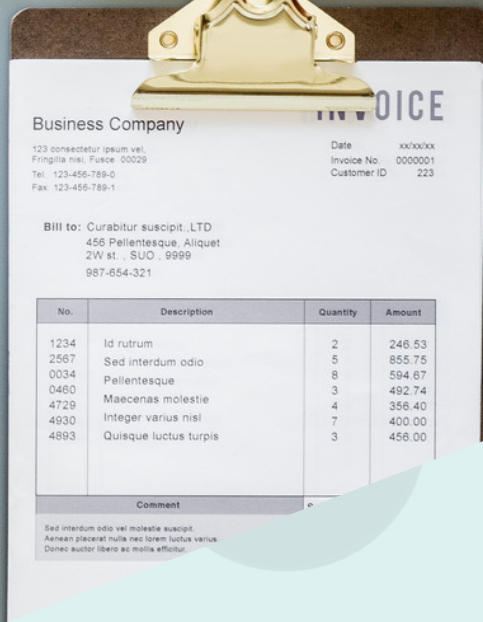 INVOICE
Business Company
123 consectetur ipsum vel,
Fringilla nisi, Fusce 00029
Tel. 123-456-789-0
Fax. 123-456-789-1
Date xx/xx/xx
Invoice No. 0000001
Customer ID 223
Bill to: Curabitur suscipit.,LTD
456 Pellentesque, Aliquet
2W st. , SUO , 9999
987-654-321
No. Description Quantity Amount
1234 Id rutrum 2 246.53
2567 Sed interdum odio 5 855.75
0034 Pellentesque 8 594.67
0460 Maecenas molestie 3 492.74
4729 Integer varius nisl 4 356.40
4930 Quisque luctus turpis 7 400.00
4893 3 456.00
Comment
Sed interdum odio vel molestie suscipit.
Aenean placerat nulla nec lorem luctus varius.
Donec auctor libero ac mollis efficitur.